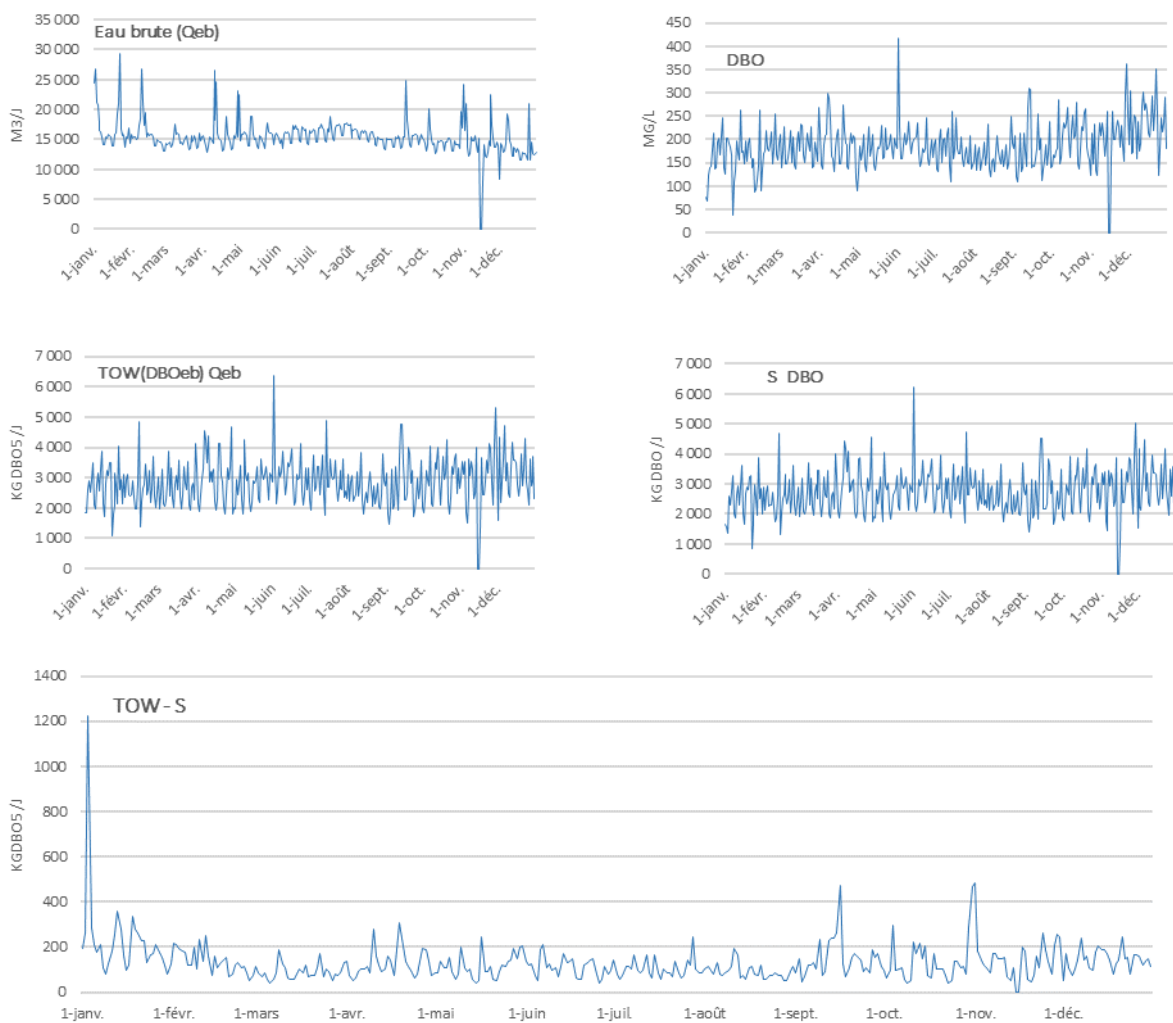 Eau brute (Qeb)
M3/J
35 000
30 000
25 000
20 000
15 000
10 000
5 000
0
1-janv.
1-févr.
1-mars
1-avr.
1-mai
1-juin
1-juil.
1-août
1-sept.
1-oct.
1-nov.
1-déc.
DBO
MG/L
450
400
350
300
250
200
150
100
50
0
1-janv.
1-févr.
1-mars
1-avr.
1-mai
1-juin
1-juil.
1-août
1-sept.
1-oct.
1-nov.
1-déc.
TOW(DBOeb) Qeb
KG DBO5 /J
7 000
6 000
5 000
4 000
3 000
2 000
1 000
0
1-janv.
1-févr.
1-mars
1-avr.
1-mai
1-juin
1-juil.
1-août
1-sept.
1-oct.
1-nov.
1-déc.
S DBO
KG DBO /J
7 000
6 000
5 000
4 000
3 000
2 000
1 000
0
1-janv.
1-févr.
1-mars
1-avr.
1-mai
1-juin
1-juil.
1-août
1-sept.
1-oct.
1-nov.
1-déc.
TOW - S
KGDBO5 /J
1400
1200
1000
800
600
400
200
0
1-janv.
1-févr.
1-mars
1-avr.
1-mai
1-juin
1-juil.
1-août
1-sept.
1-oct.
1-nov.
1-déc.